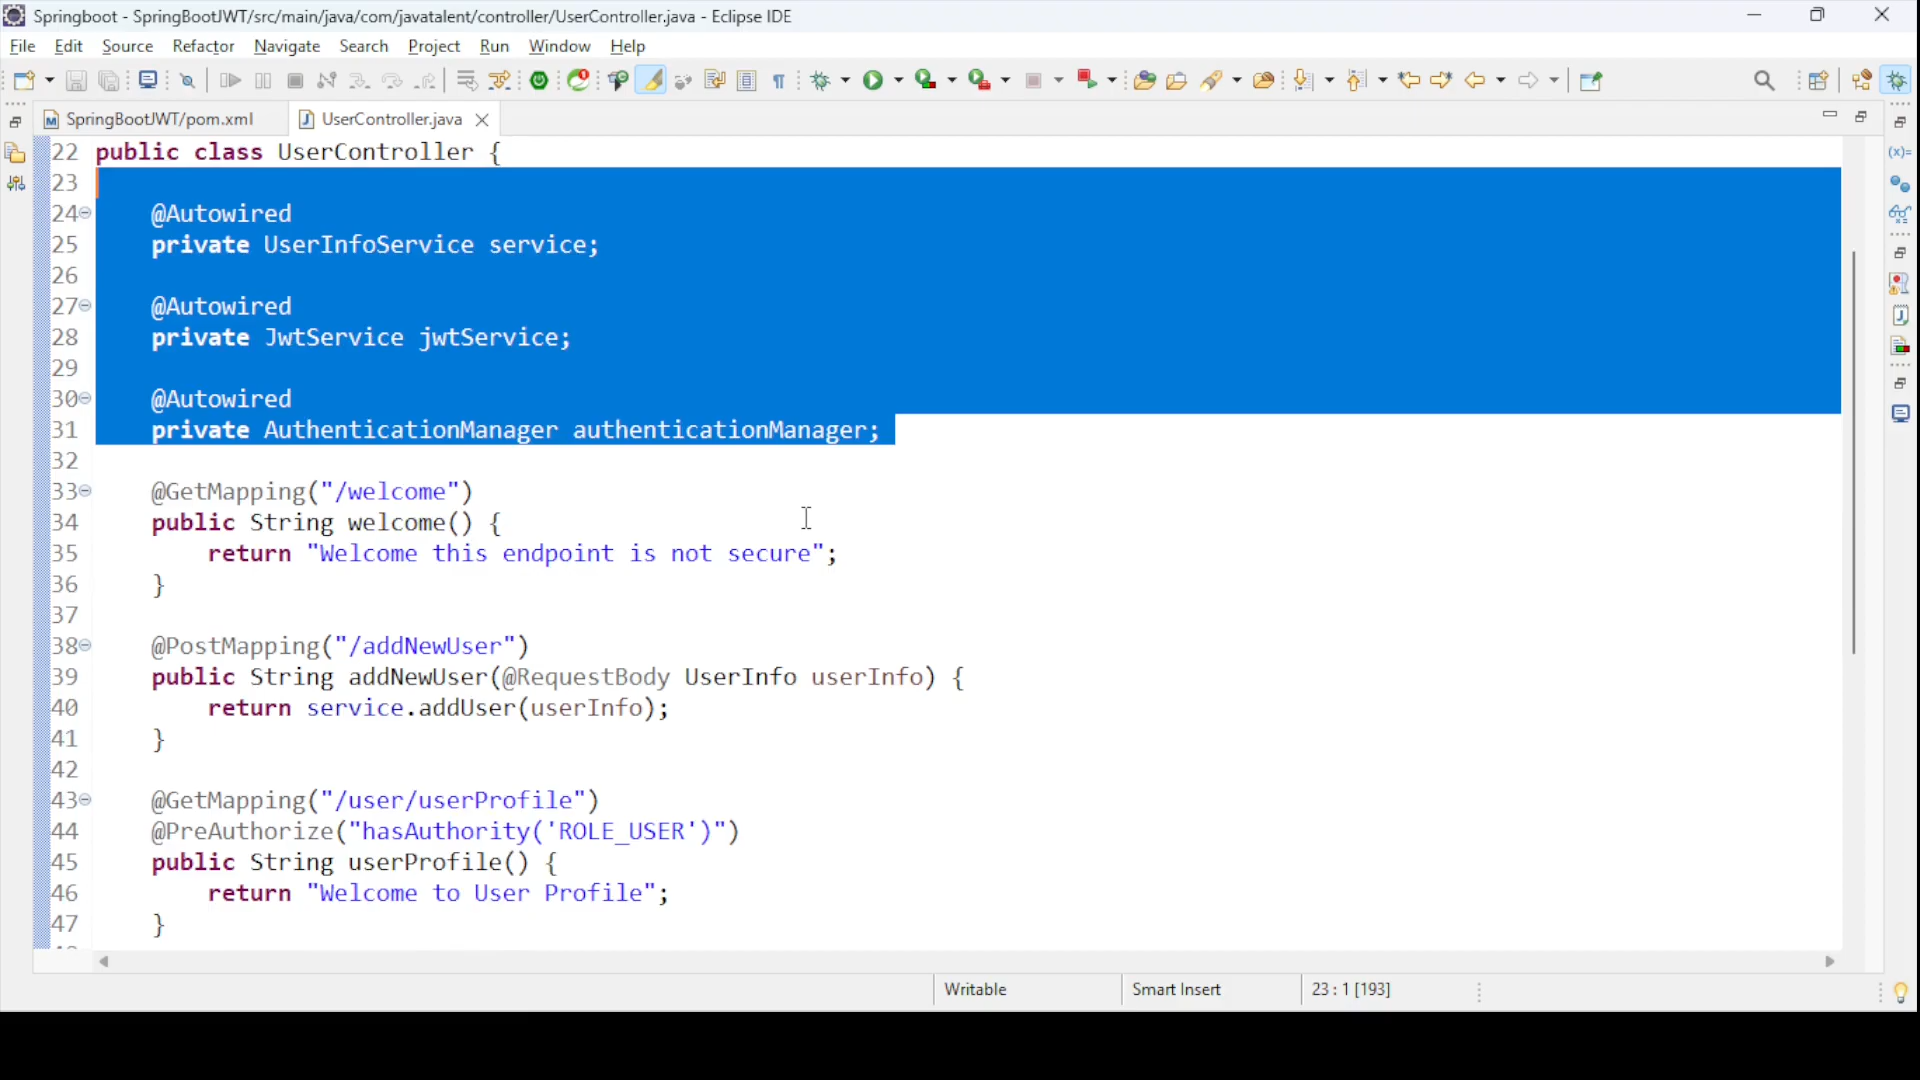 Springboot - SpringBootJWT/src/main/java/com/javatalent/controller/UserController.java - Eclipse IDE
File Edit Source Refactor Navigate Search Project Run Window Help
SpringBootJWT/pom.xml UserController.java
22 public class UserController {
23
24 @Autowired
25 private UserInfoService service;
26
27 @Autowired
28 private JwtService jwtService;
29
30 @Autowired
31 private AuthenticationManager authenticationManager;
32
33 @GetMapping("/welcome")
34 public String welcome() {
35 return "Welcome this endpoint is not secure";
36 }
37
38 @PostMapping("/addNewUser")
39 public String addNewUser(@RequestBody UserInfo userInfo) {
40 return service.addUser(userInfo);
41 }
42
43 @GetMapping("/user/userProfile")
44 @PreAuthorize("hasAuthority('ROLE_USER')")
45 public String userProfile() {
46 return "Welcome to User Profile";
47 }
Writable Smart Insert 23 : 1 [193]